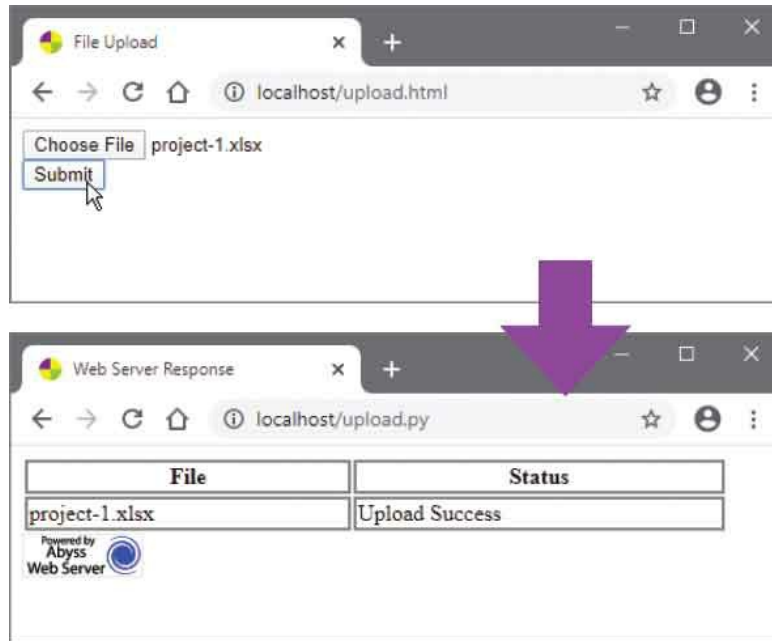 File Upload
localhost/upload.html
Choose File project-1.xlsx
Submit
Web Server Response
localhost/upload.py
File Status
project-1.xlsx Upload Success
Powered by
Abyss
Web Server